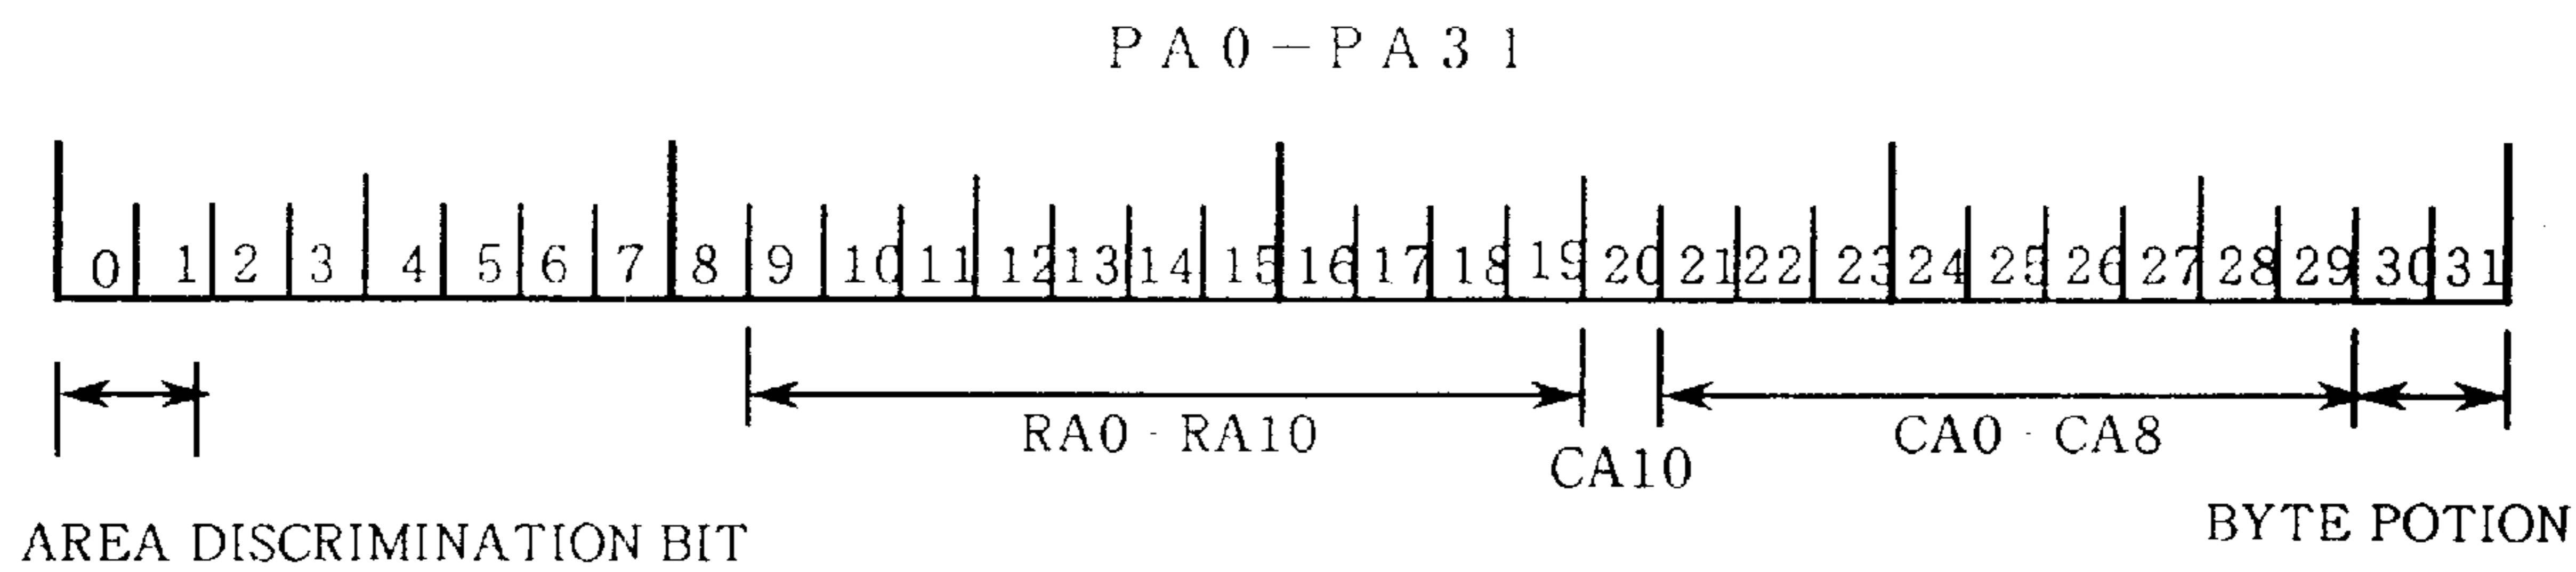 PA0-PA31
0 1 2 3 4 5 6 7 8 9 10 11 12 13 14 15 16 17 18 19 20 21 22 23 24 25 26 27 28 29 30 31
RA0-RA10
CA10
CA0-CA8
AREA DISCRIMINATION BIT
BYTE POTION